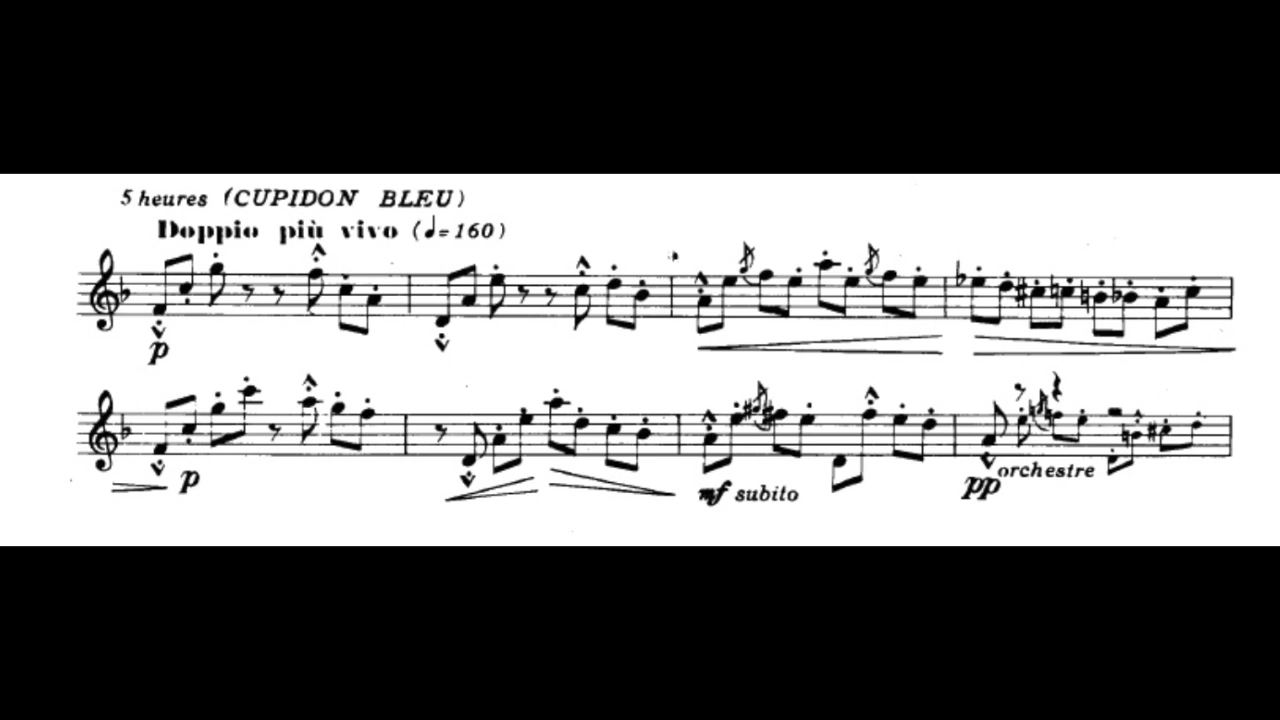 5 heures (CUPIDON BLEU)
Doppio più vivo (♩=160)
p
p
mf subito
pp orchestre